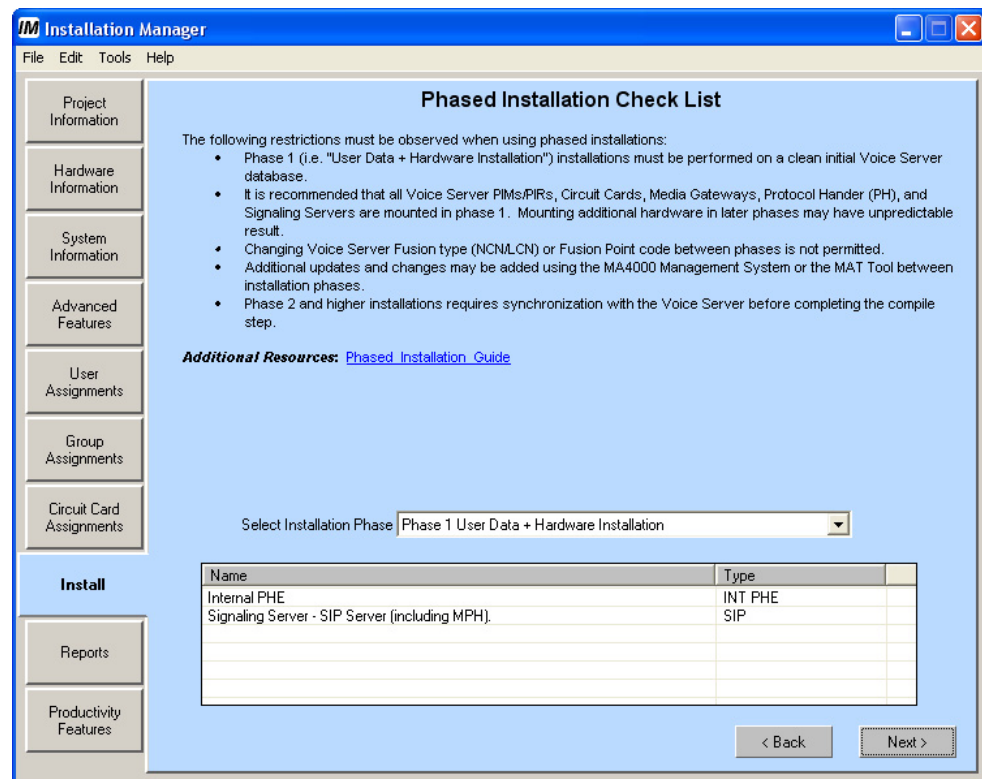 IM Installation Manager
File Edit Tools Help
Project
Information
Hardware
Information
System
Information
Advanced
Features
User
Assignments
Group
Assignments
Circuit Card
Assignments
Install
Reports
Productivity
Features
Phased Installation Check List
The following restrictions must be observed when using phased installations:
• Phase 1 (i.e. "User Data + Hardware Installation") installations must be performed on a clean initial Voice Server
database.
• It is recommended that all Voice Server PIMs/PIRs, Circuit Cards, Media Gateways, Protocol Hander (PH), and
Signaling Servers are mounted in phase 1. Mounting additional hardware in later phases may have unpredictable
result.
• Changing Voice Server Fusion type (NCN/LCN) or Fusion Point code between phases is not permitted.
• Additional updates and changes may be added using the MA4000 Management System or the MAT Tool between
installation phases.
• Phase 2 and higher installations requires synchronization with the Voice Server before completing the compile
step.
Additional Resources: Phased Installation Guide
Select Installation Phase Phase 1 User Data + Hardware Installation
Name Type
Internal PHE INT PHE
Signaling Server - SIP Server (including MPH). SIP
< Back Next >